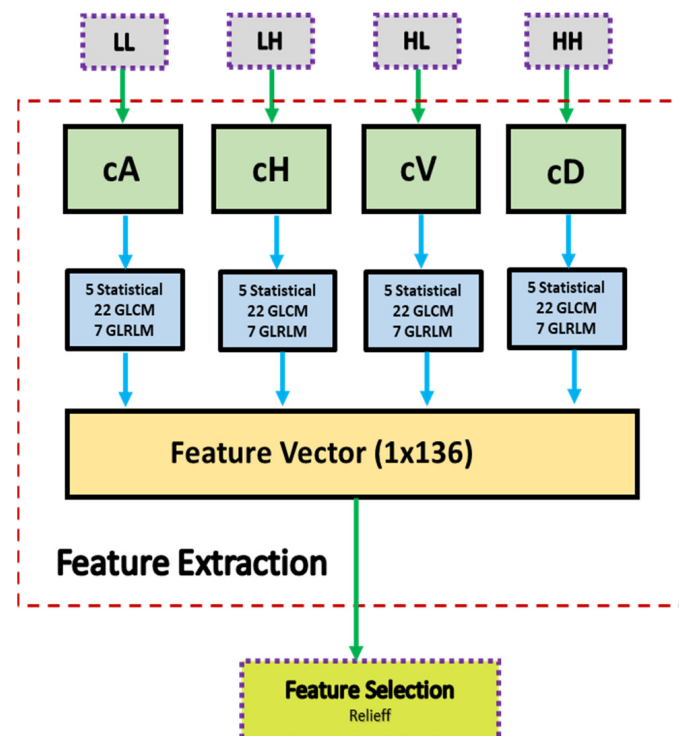 LL LH HL HH
cA cH cV cD
5 Statistical 5 Statistical 5 Statistical 5 Statistical
22 GLCM 22 GLCM 22 GLCM 22 GLCM
7 GLRLM 7 GLRLM 7 GLRLM 7 GLRLM
Feature Vector (1x136)
Feature Extraction
Feature Selection
Relieff